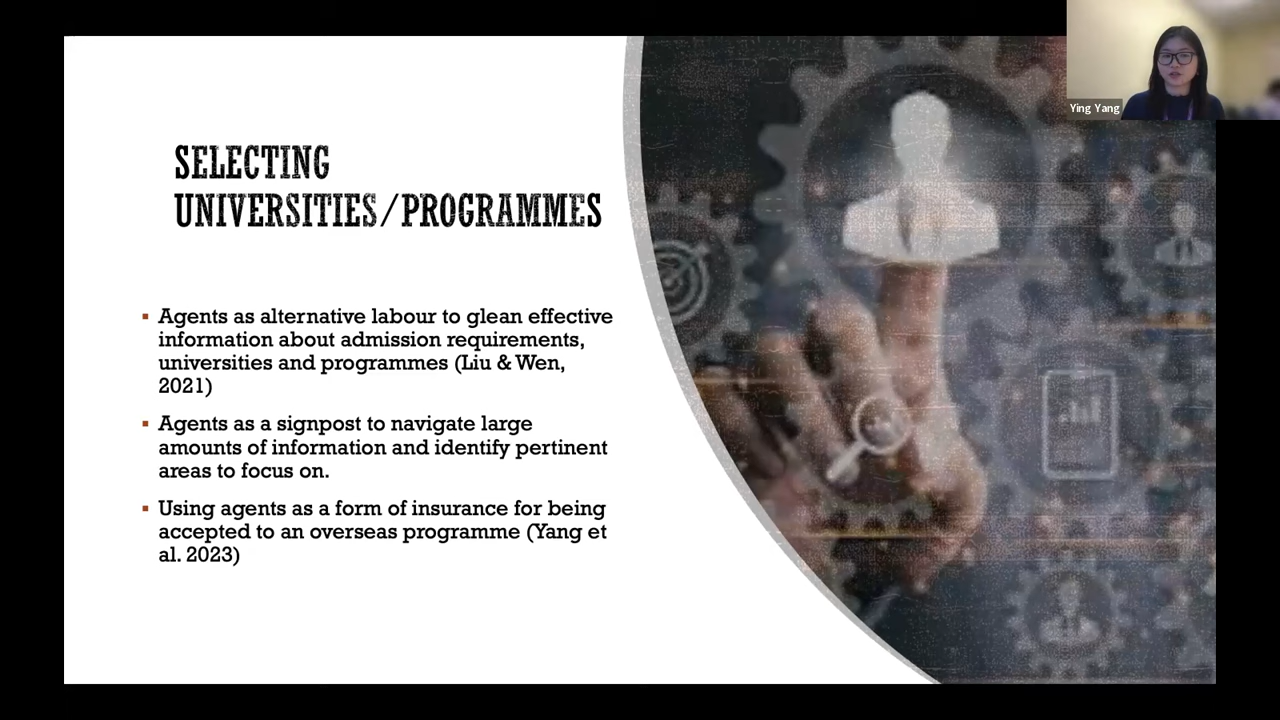 Ying Yang
SELECTING
UNIVERSITIES/PROGRAMMES
▪ Agents as alternative labour to glean effective
information about admission requirements,
universities and programmes (Liu & Wen,
2021)
▪ Agents as a signpost to navigate large
amounts of information and identify pertinent
areas to focus on.
▪ Using agents as a form of insurance for being
accepted to an overseas programme (Yang et
al. 2023)